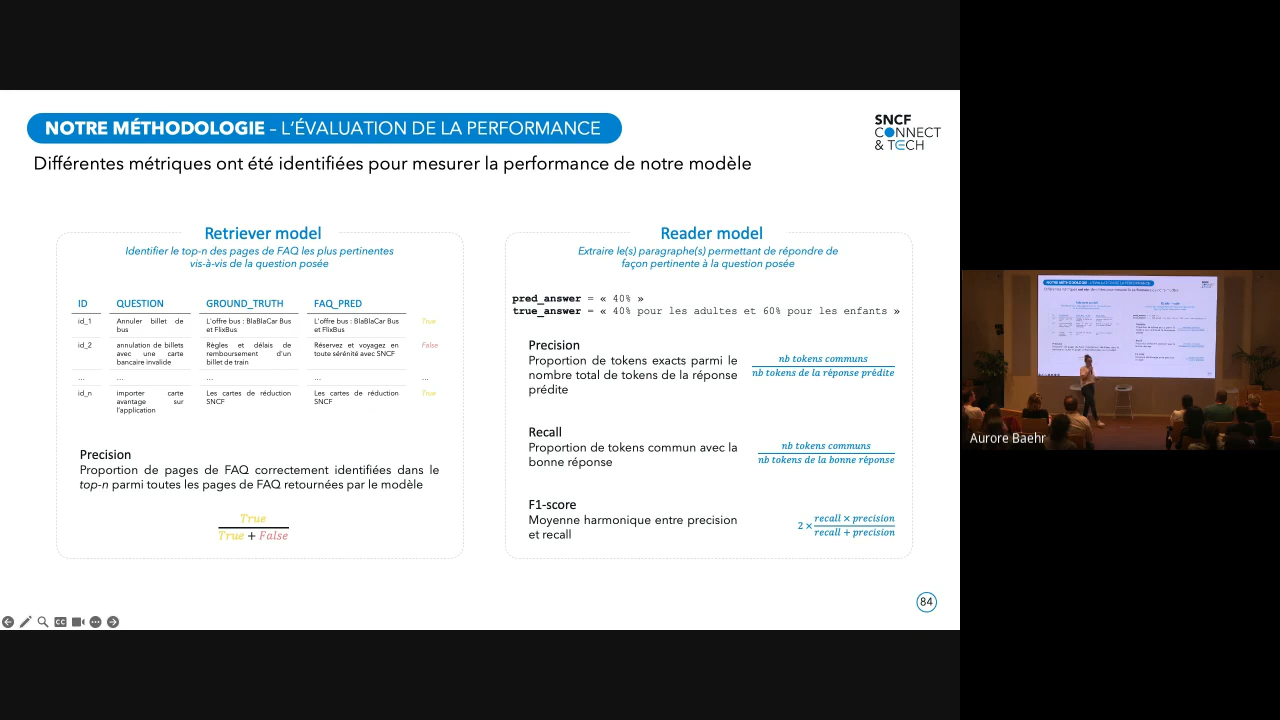 NOTRE MÉTHODOLOGIE – L'ÉVALUATION DE LA PERFORMANCE
SNCF
CONNECT
& TECH
Différentes métriques ont été identifiées pour mesurer la performance de notre modèle
Retriever model
Identifier le top-n des pages de FAQ les plus pertinentes
vis-à-vis de la question posée
ID QUESTION GROUND_TRUTH FAQ_PRED
id_1 Annuler billet de bus L'offre bus : BlaBlaCar Bus et FlixBus L'offre bus : BlaBlaCar Bus et FlixBus True
id_2 annulation de billets avec une carte bancaire invalide Règles et délais de remboursement d'un billet de train Réservez et voyagez en toute sérénité avec SNCF False
... ... ... ... ...
id_n importer carte avantage sur l'application Les cartes de réduction SNCF Les cartes de réduction SNCF True
Precision
Proportion de pages de FAQ correctement identifiées dans le
top-n parmi toutes les pages de FAQ retournées par le modèle
True
True + False
Reader model
Extraire le(s) paragraphe(s) permettant de répondre de
façon pertinente à la question posée
pred_answer = « 40% »
true_answer = « 40% pour les adultes et 60% pour les enfants »
Precision
Proportion de tokens exacts parmi le
nombre total de tokens de la réponse
prédite
nb tokens communs
nb tokens de la réponse prédite
Recall
Proportion de tokens commun avec la
bonne réponse
nb tokens communs
nb tokens de la bonne réponse
F1-score
Moyenne harmonique entre precision
et recall
2 × recall × precision
recall + precision
84
CC
Aurore Baehr